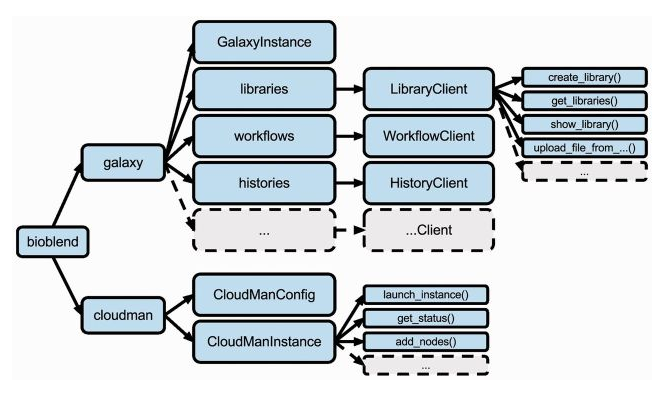 GalaxyInstance
libraries
LibraryClient
create_library()
get_libraries()
show_library()
upload_file_from_...()
...
workflows
WorkflowClient
galaxy
histories
HistoryClient
...
...Client
bioblend
cloudman
CloudManConfig
CloudManInstance
launch_instance()
get_status()
add_nodes()
...